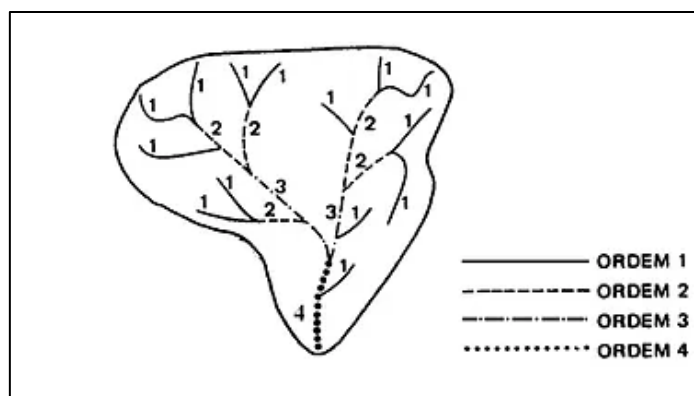 1 1 1 1 1 1
1 1 1
2 2 2
1 2
1 3
1 2 3 1 1
1
4
ORDEM 1
ORDEM 2
ORDEM 3
ORDEM 4